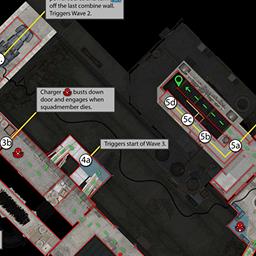 off the last combine wall.
Triggers Wave 2.
Charger busts down
door and engages when
squadmember dies.
3b
4a
Triggers start of Wave 3.
5d
5c
5b
5a